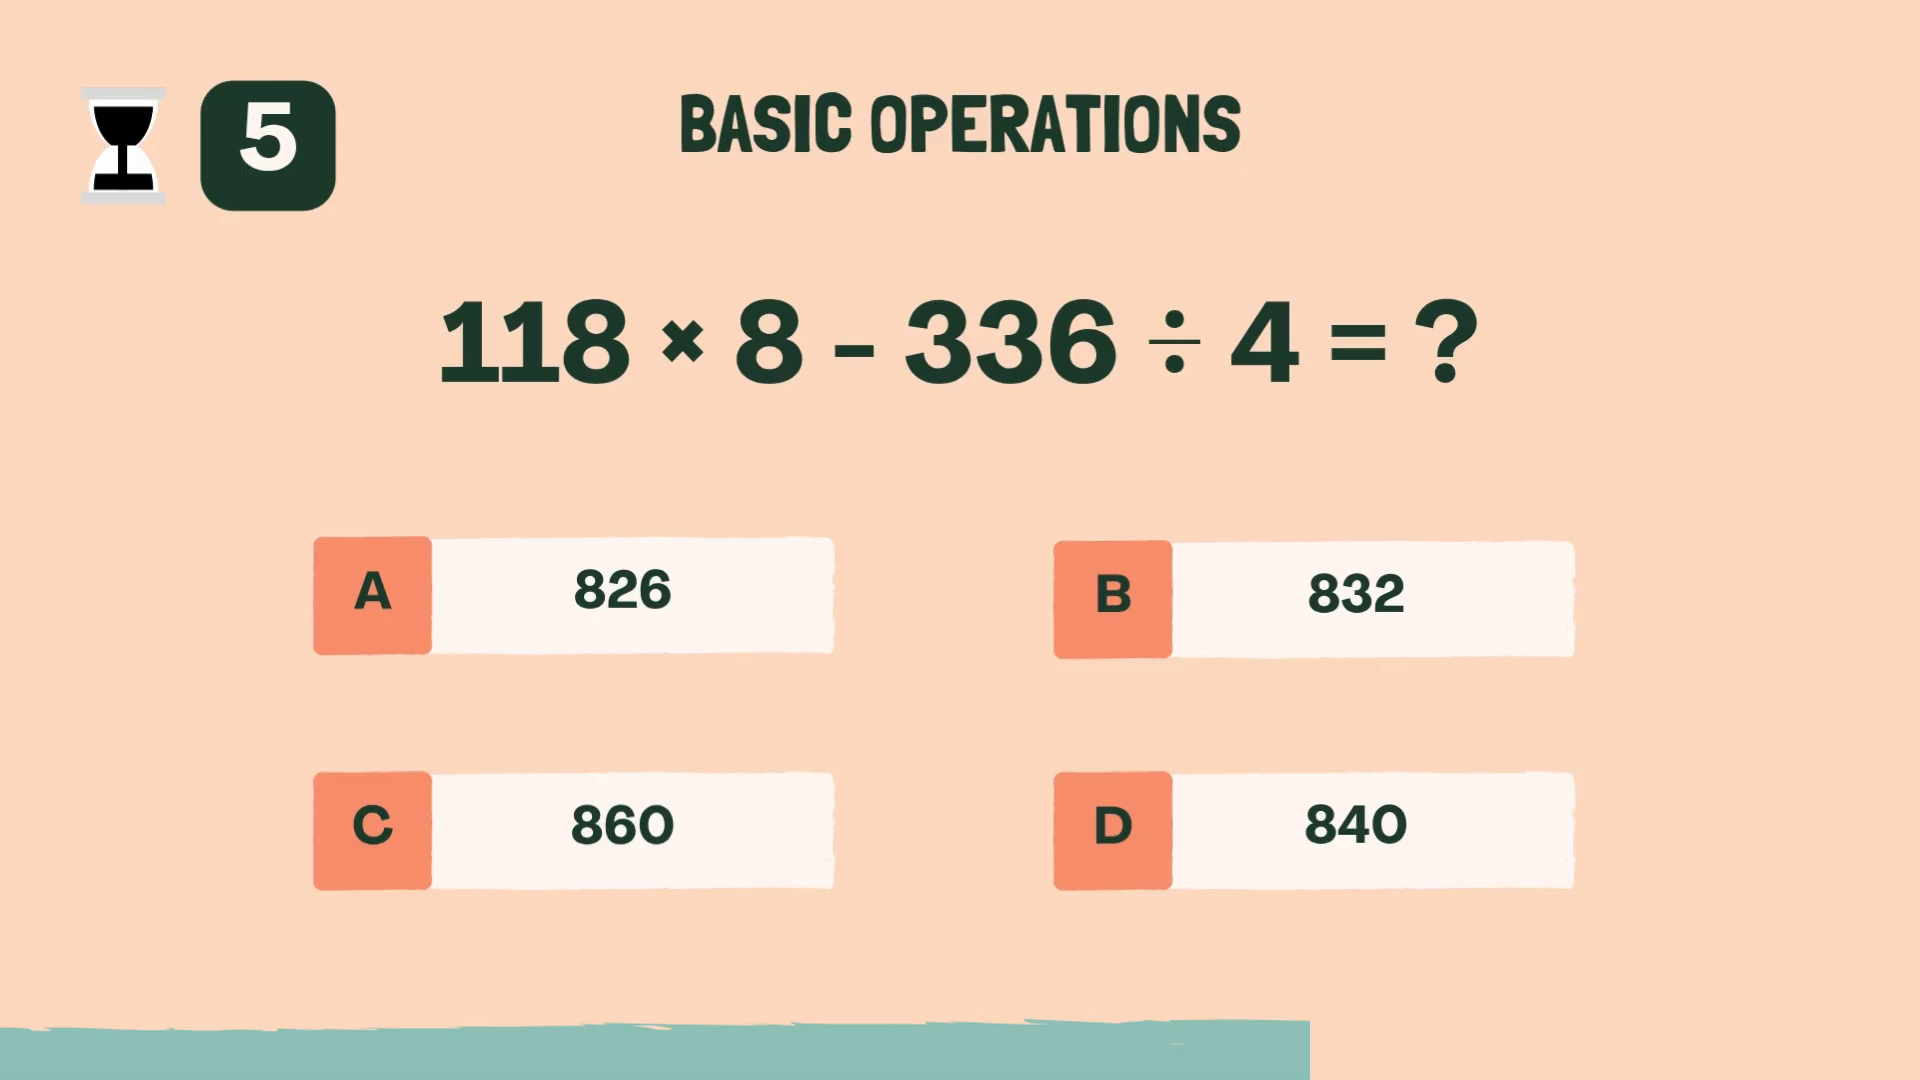 5
BASIC OPERATIONS
118 × 8 – 336 ÷ 4 = ?
A 826
B 832
C 860
D 840